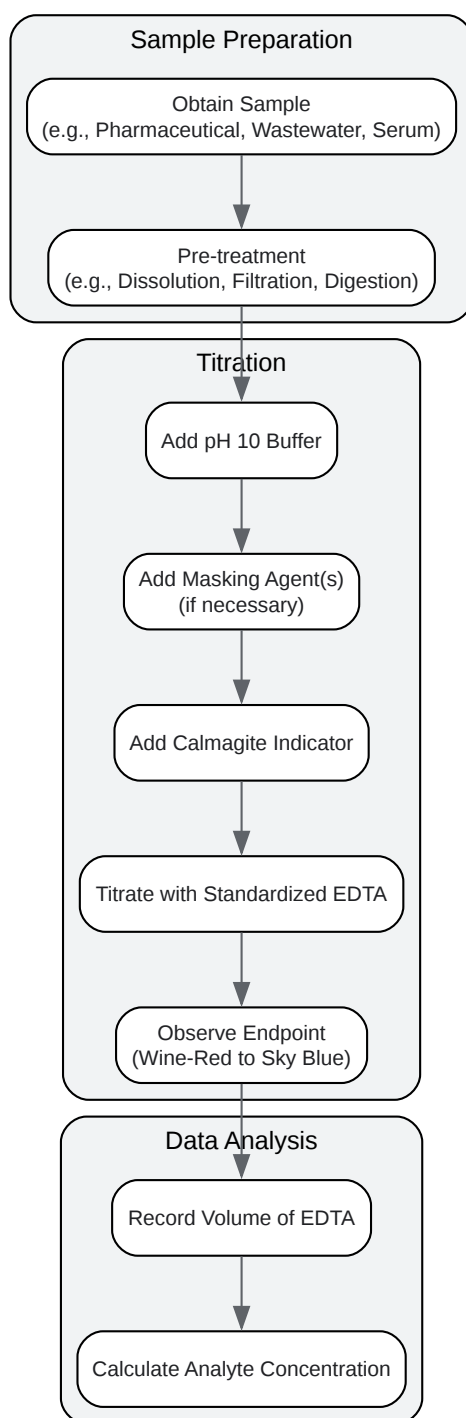 Sample Preparation
Obtain Sample
(e.g., Pharmaceutical, Wastewater, Serum)
Pre-treatment
(e.g., Dissolution, Filtration, Digestion)
Titration
Add pH 10 Buffer
Add Masking Agent(s)
(if necessary)
Add Calmagite Indicator
Titrate with Standardized EDTA
Observe Endpoint
(Wine-Red to Sky Blue)
Data Analysis
Record Volume of EDTA
Calculate Analyte Concentration